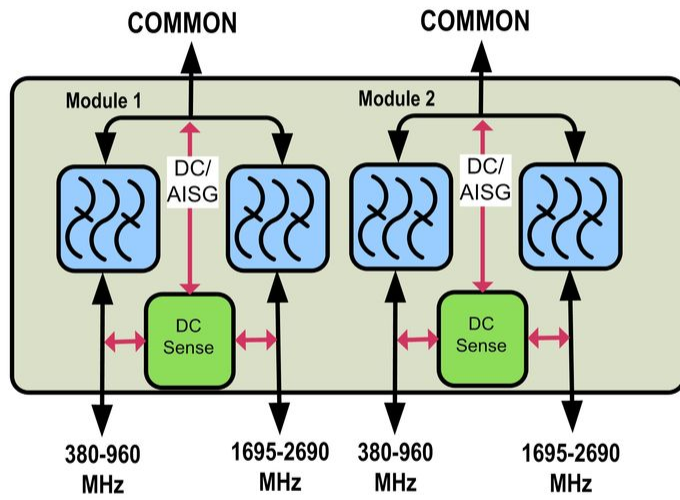 COMMON
COMMON
Module 1
Module 2
DC/
AISG
DC/
AISG
DC
Sense
DC
Sense
380-960
MHz
1695-2690
MHz
380-960
MHz
1695-2690
MHz